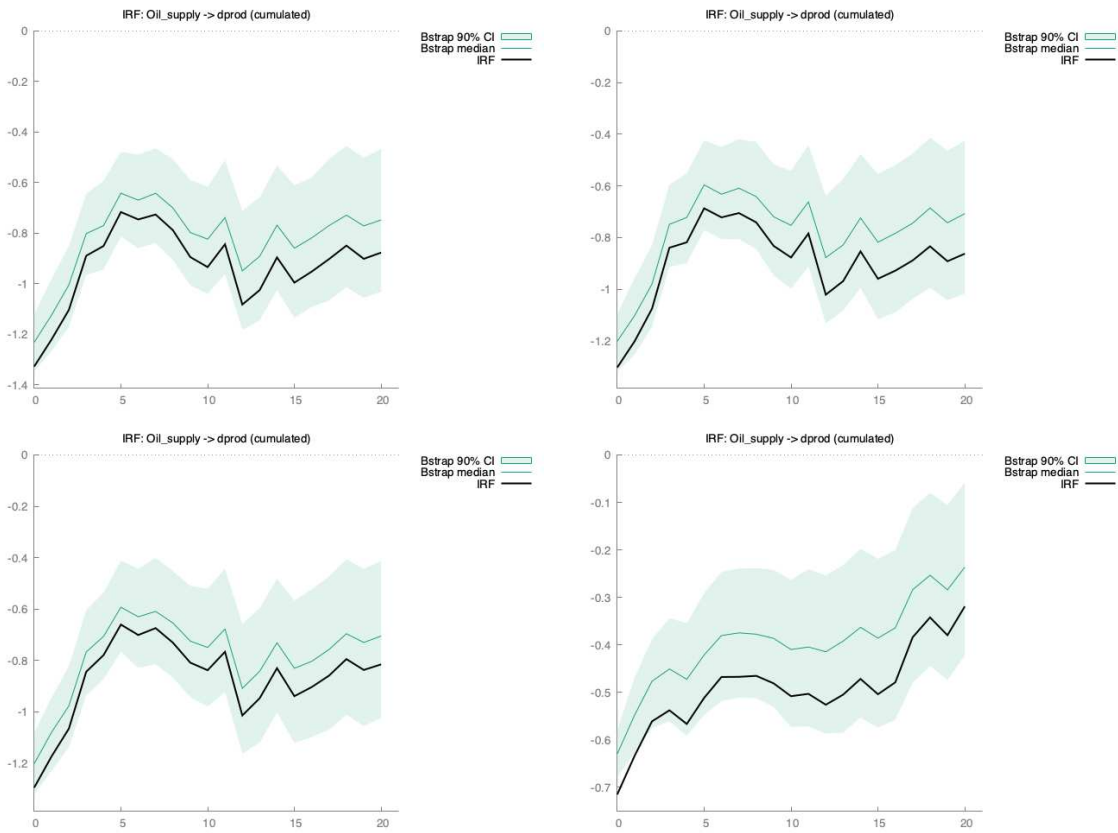 IRF: Oil_supply -> dprod (cumulated)
Bstrap 90% CI
Bstrap median
IRF
0
-0.2
-0.4
-0.6
-0.8
-1
-1.2
-1.4
0 5 10 15 20
IRF: Oil_supply -> dprod (cumulated)
Bstrap 90% CI
Bstrap median
IRF
0
-0.2
-0.4
-0.6
-0.8
-1
-1.2
0 5 10 15 20
IRF: Oil_supply -> dprod (cumulated)
Bstrap 90% CI
Bstrap median
IRF
0
-0.2
-0.4
-0.6
-0.8
-1
-1.2
0 5 10 15 20
IRF: Oil_supply -> dprod (cumulated)
Bstrap 90% CI
Bstrap median
IRF
0
-0.1
-0.2
-0.3
-0.4
-0.5
-0.6
-0.7
0 5 10 15 20